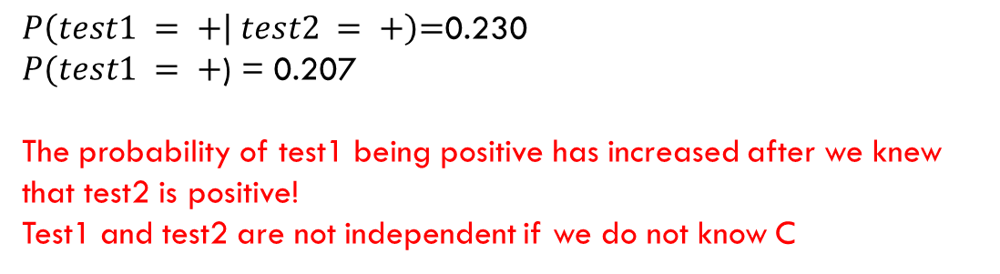 P(test1 = +| test2 = +)=0.230
P(test1 = +) = 0.207
The probability of test1 being positive has increased after we knew
that test2 is positive!
Test1 and test2 are not independent if we do not know C